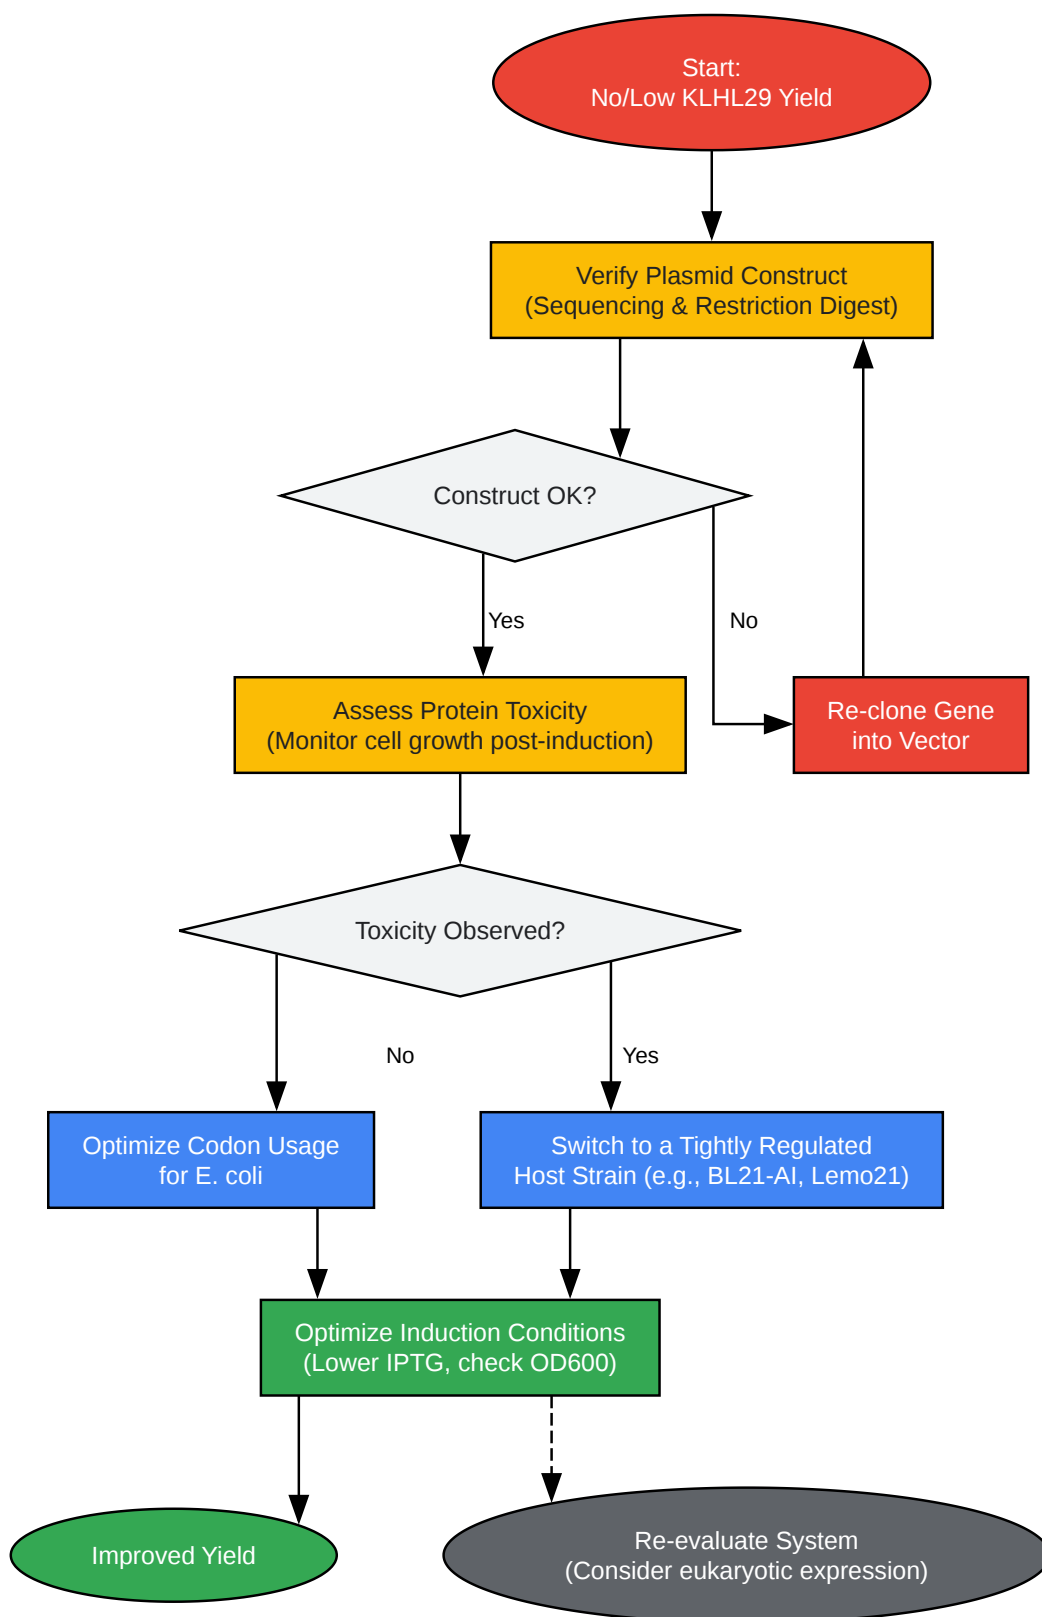 Start:
No/Low KLHL29 Yield
Verify Plasmid Construct
(Sequencing & Restriction Digest)
Construct OK?
Yes
No
Assess Protein Toxicity
(Monitor cell growth post-induction)
Re-clone Gene
into Vector
Toxicity Observed?
No
Yes
Optimize Codon Usage
for E. coli
Switch to a Tightly Regulated
Host Strain (e.g., BL21-AI, Lemo21)
Optimize Induction Conditions
(Lower IPTG, check OD600)
Improved Yield
Re-evaluate System
(Consider eukaryotic expression)